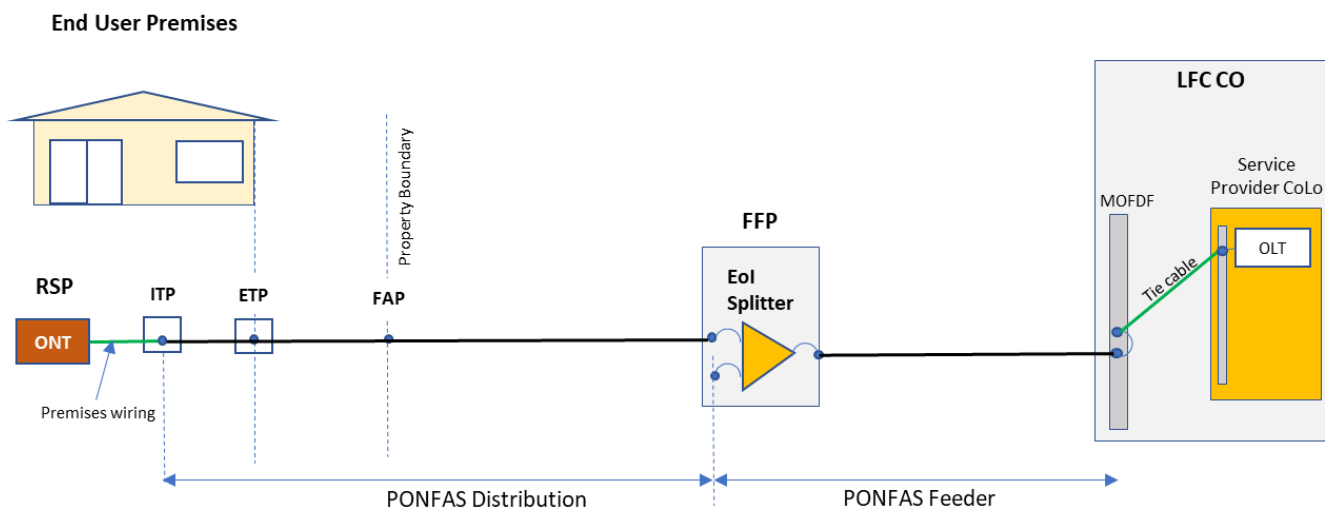 End User Premises
LFC CO
Property Boundary
Service
Provider CoLo
MOFDF
FFP
OLT
EoI
Splitter
Tie cable
RSP
ITP
ETP
FAP
ONT
Premises wiring
PONFAS Distribution
PONFAS Feeder